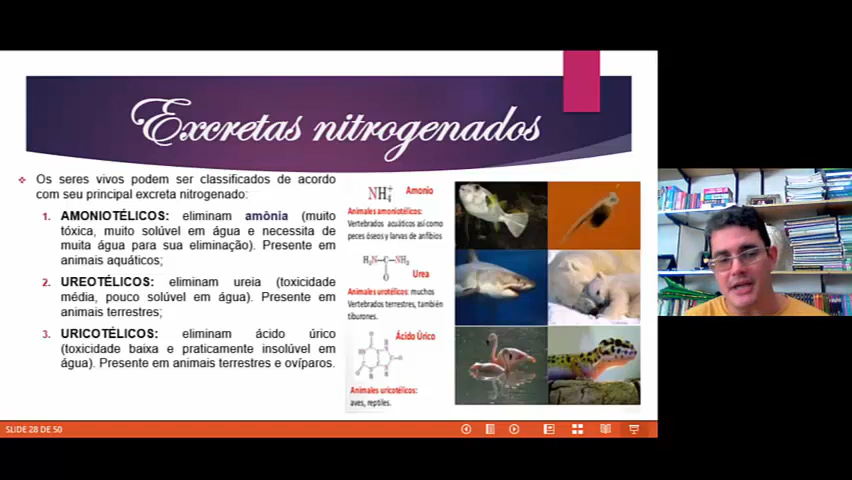 Excretas nitrogenados
Os seres vivos podem ser classificados de acordo
com seu principal excreta nitrogenado:
1. AMONIOTÉLICOS: eliminam amônia (muito
tóxica, muito solúvel em água e necessita de
muita água para sua eliminação). Presente em
animais aquáticos;
2. UREOTÉLICOS: eliminam ureia (toxicidade
média, pouco solúvel em água). Presente em
animais terrestres;
3. URICOTÉLICOS: eliminam ácido úrico
(toxicidade baixa e praticamente insolúvel em
água). Presente em animais terrestres e ovíparos.
NH₄⁺ Amonio
Animales amoniotélicos:
Vertebrados acuáticos así como
peces óseos y larvas de anfibios
H₂N—C—NH₂
O
Urea
Animales urotélicos: muchos
Vertebrados terrestres, también
tiburones.
Ácido Úrico
Animales uricotélicos:
aves, reptiles.
SLIDE 28 DE 50